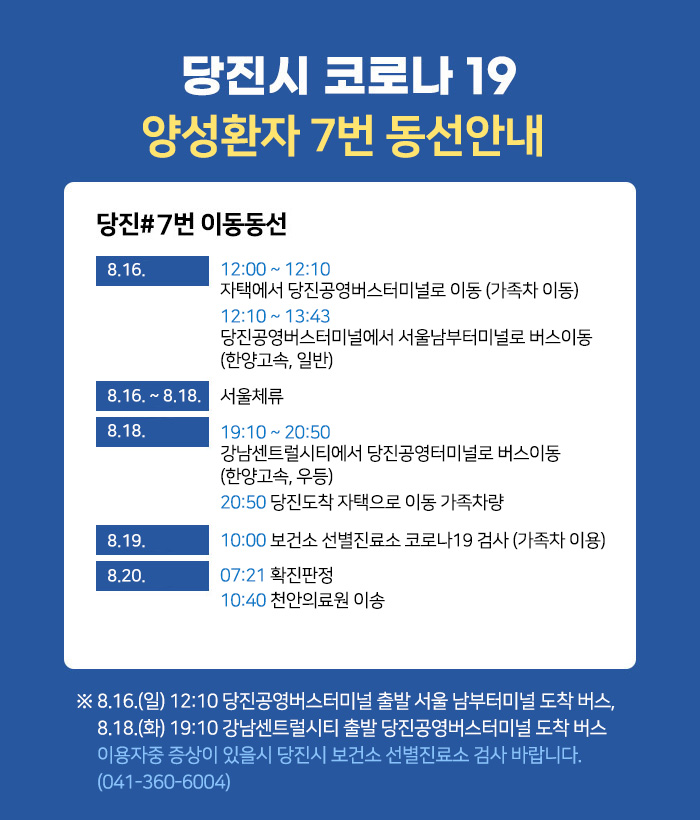 당진시 코로나 19
양성환자 7번 동선안내
당진#7번 이동동선
8.16.
12:00 ~ 12:10
자택에서 당진공영버스터미널로 이동 (가족차 이동)
12:10 ~ 13:43
당진공영버스터미널에서 서울남부터미널로 버스이동
(한양고속, 일반)
8.16. ~ 8.18.
서울체류
8.18.
19:10 ~ 20:50
강남센트럴시티에서 당진공영터미널로 버스이동
(한양고속, 우등)
20:50 당진도착 자택으로 이동 가족차량
8.19.
10:00 보건소 선별진료소 코로나19 검사 (가족차 이용)
8.20.
07:21 확진판정
10:40 천안의료원 이송
※ 8.16.(일) 12:10 당진공영버스터미널 출발 서울 남부터미널 도착 버스,
8.18.(화) 19:10 강남센트럴시티 출발 당진공영버스터미널 도착 버스
이용자중 증상이 있을시 당진시 보건소 선별진료소 검사 바랍니다.
(041-360-6004)